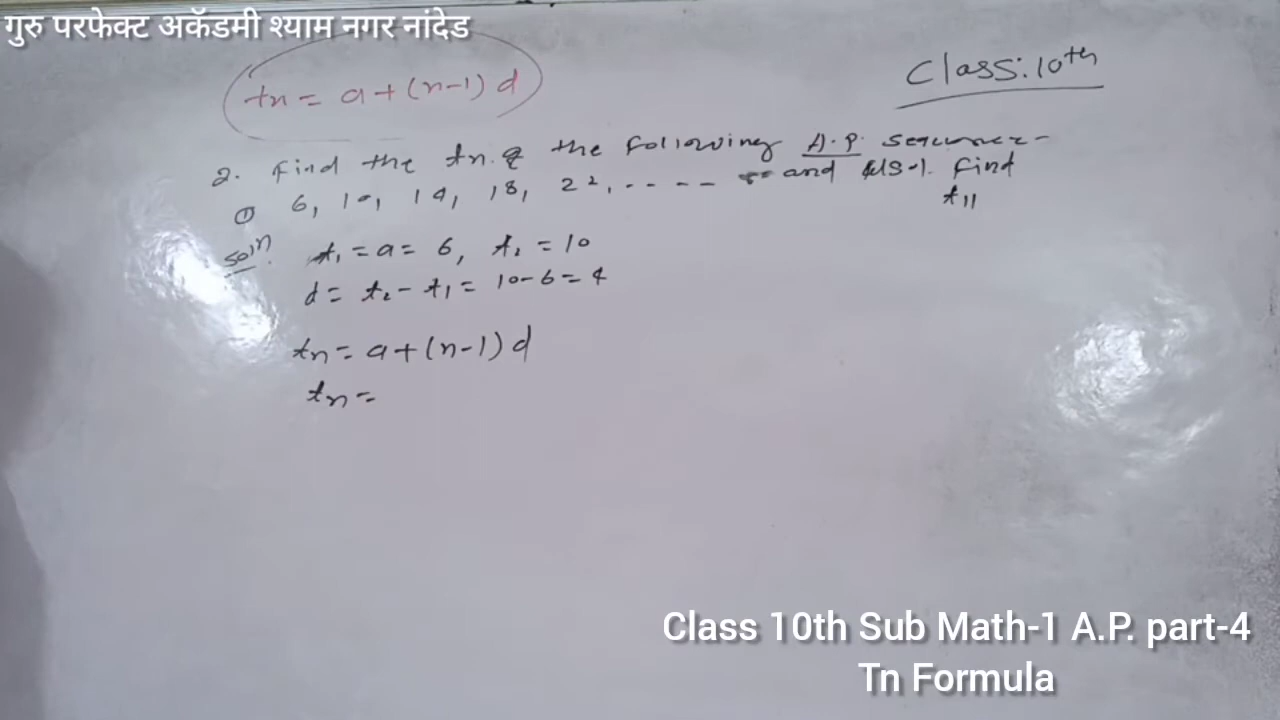 गुरु परफेक्ट अकॅडमी श्याम नगर नांदेड
tn = a + (n-1) d
Class: 10th
2. Find the tn. of the following A.P.
① 6, 10, 14, 18, 22, ----- and find
t11
soln. t1 = a = 6, t2 = 10
d = t2 - t1 = 10-6 = 4
tn = a + (n-1) d
tn =
Class 10th Sub Math-1 A.P. part-4
Tn Formula